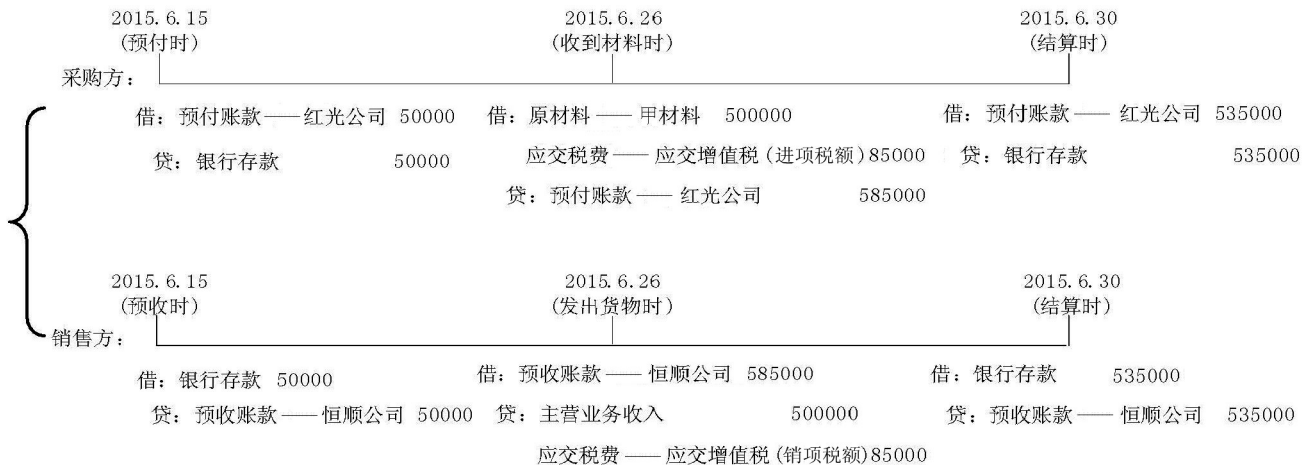 2015.6.15 2015.6.26 2015.6.30
(预付时) (收到材料时) (结算时)
采购方：
借：预付账款——红光公司 50000 借：原材料——甲材料 500000 借：预付账款——红光公司 535000
贷：银行存款 50000 应交税费——应交增值税(进项税额)85000 贷：银行存款 535000
贷：预付账款——红光公司 585000
2015.6.15 2015.6.26 2015.6.30
(预收时) (发出货物时) (结算时)
销售方：
借：银行存款 50000 借：预收账款——恒顺公司 585000 借：银行存款 535000
贷：预收账款——恒顺公司 50000 贷：主营业务收入 500000 贷：预收账款——恒顺公司 535000
应交税费——应交增值税(销项税额)85000